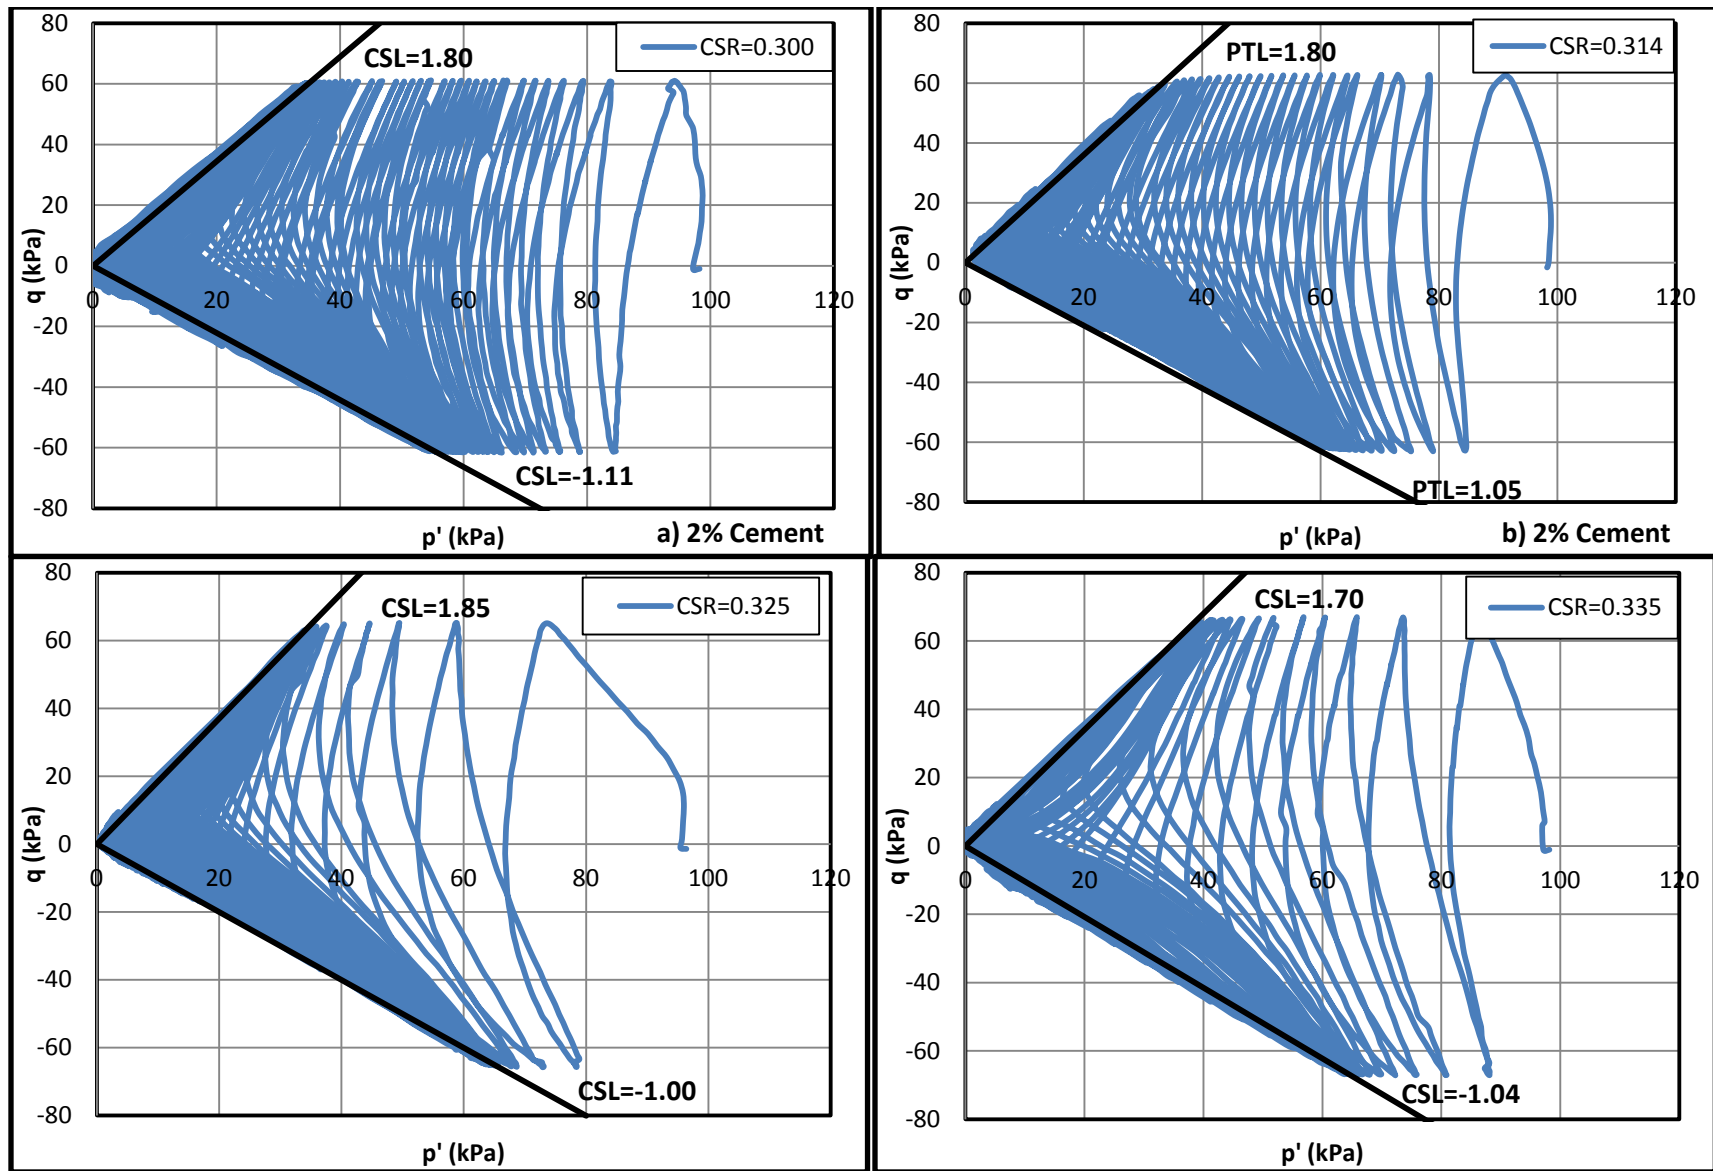 80
60
40
20
0
-20
-40
-60
-80
q (kPa)
CSL=1.80
CSR=0.300
0 20 40 60 80 100 120
CSL=-1.11
a) 2% Cement
p' (kPa)
80
60
40
20
0
-20
-40
-60
-80
q (kPa)
PTL=1.80
CSR=0.314
0 20 40 60 80 100 120
PTL=1.05
b) 2% Cement
p' (kPa)
80
60
40
20
0
-20
-40
-60
-80
q (kPa)
CSL=1.85
CSR=0.325
0 20 40 60 80 100 120
CSL=-1.00
p' (kPa)
80
60
40
20
0
-20
-40
-60
-80
q (kPa)
CSL=1.70
CSR=0.335
0 20 40 60 80 100 120
CSL=-1.04
p' (kPa)